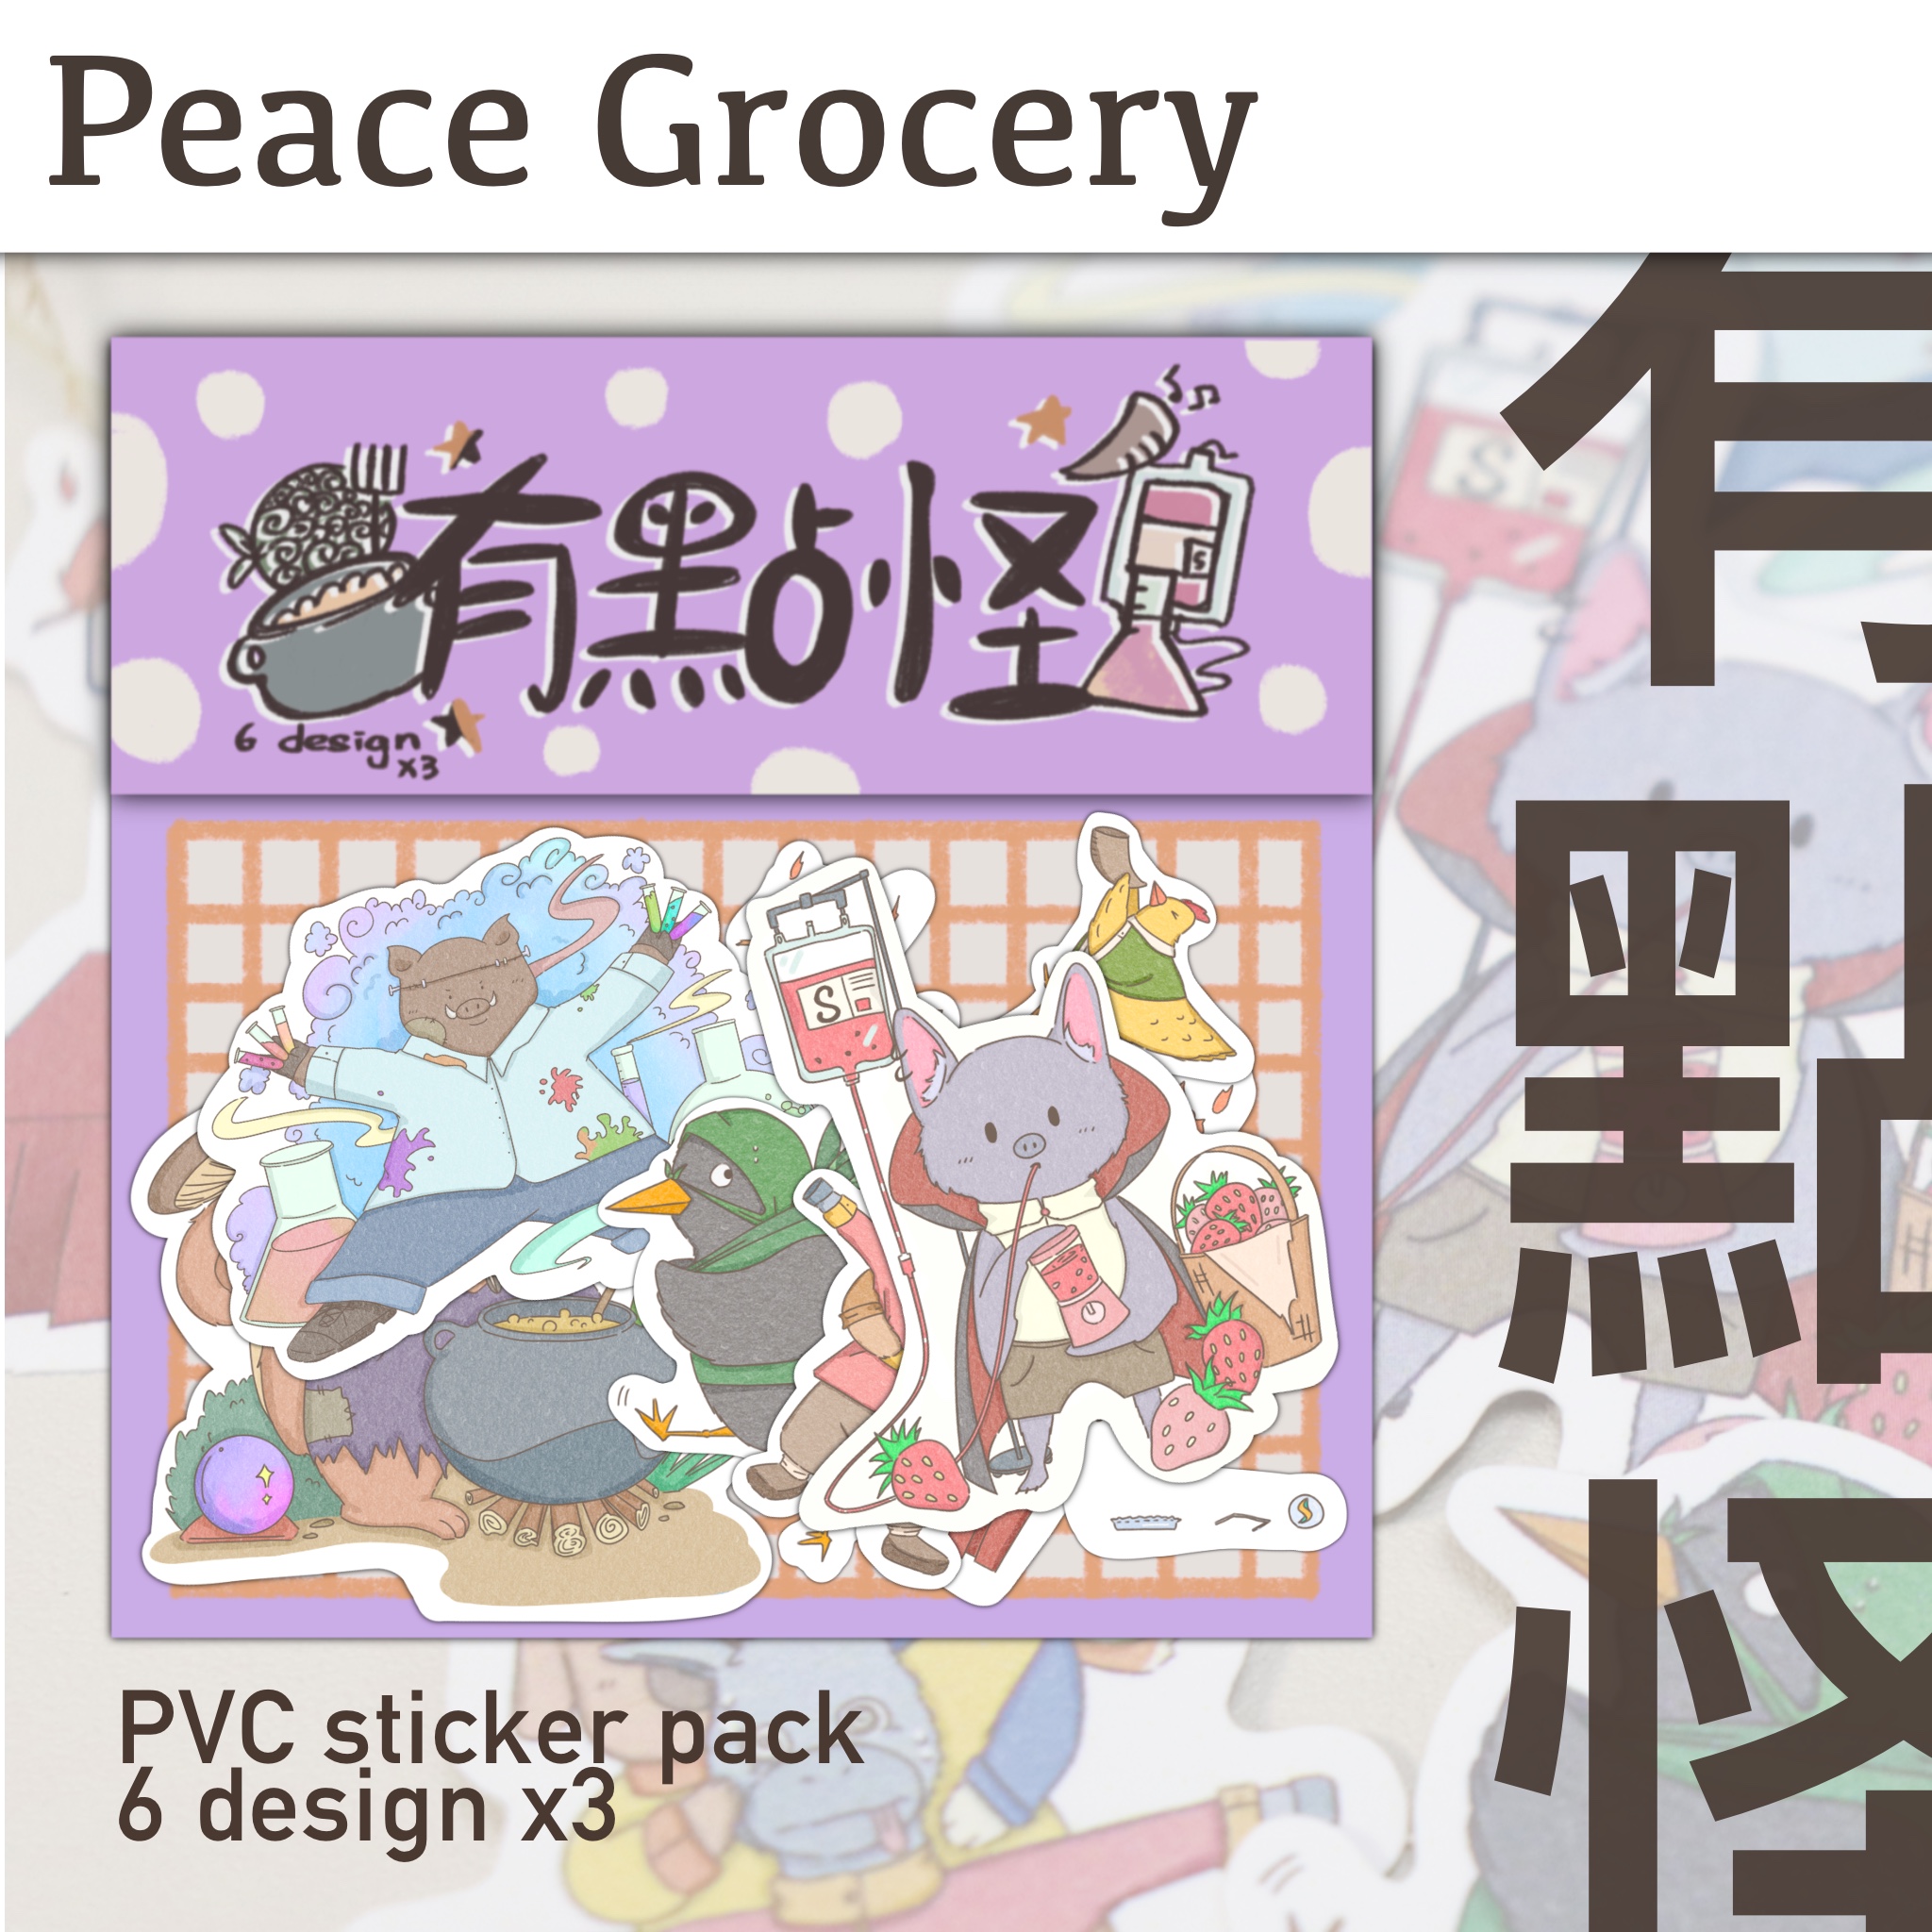 Peace Grocery
有點怪
S
6 design
x3
S
PVC sticker pack
6 design x3
有
點
怪
S